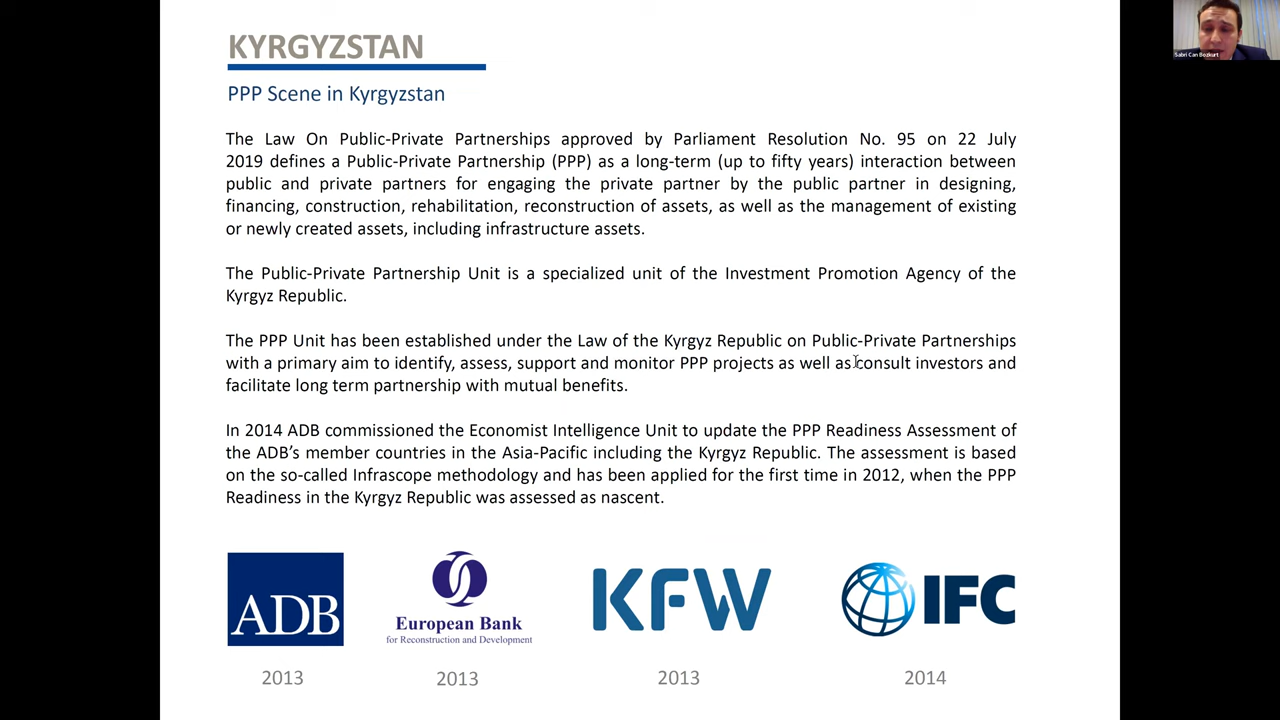 KYRGYZSTAN
Sabri Can Bozkurt
PPP Scene in Kyrgyzstan
The Law On Public-Private Partnerships approved by Parliament Resolution No. 95 on 22 July
2019 defines a Public-Private Partnership (PPP) as a long-term (up to fifty years) interaction between
public and private partners for engaging the private partner by the public partner in designing,
financing, construction, rehabilitation, reconstruction of assets, as well as the management of existing
or newly created assets, including infrastructure assets.
The Public-Private Partnership Unit is a specialized unit of the Investment Promotion Agency of the
Kyrgyz Republic.
The PPP Unit has been established under the Law of the Kyrgyz Republic on Public-Private Partnerships
with a primary aim to identify, assess, support and monitor PPP projects as well as consult investors and
facilitate long term partnership with mutual benefits.
In 2014 ADB commissioned the Economist Intelligence Unit to update the PPP Readiness Assessment of
the ADB's member countries in the Asia-Pacific including the Kyrgyz Republic. The assessment is based
on the so-called Infrascope methodology and has been applied for the first time in 2012, when the PPP
Readiness in the Kyrgyz Republic was assessed as nascent.
ADB
European Bank
for Reconstruction and Development
KFW
IFC
2013
2013
2013
2014